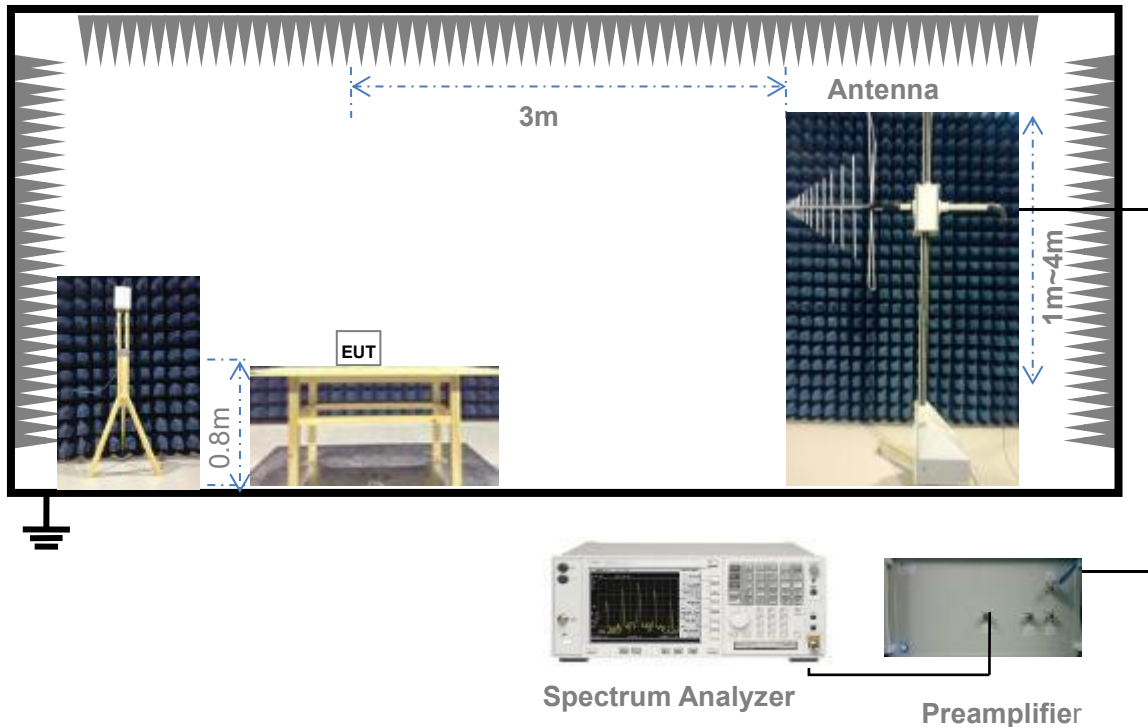 Antenna
3m
1m~4m
EUT
0.8m
Spectrum Analyzer
Preamplifier